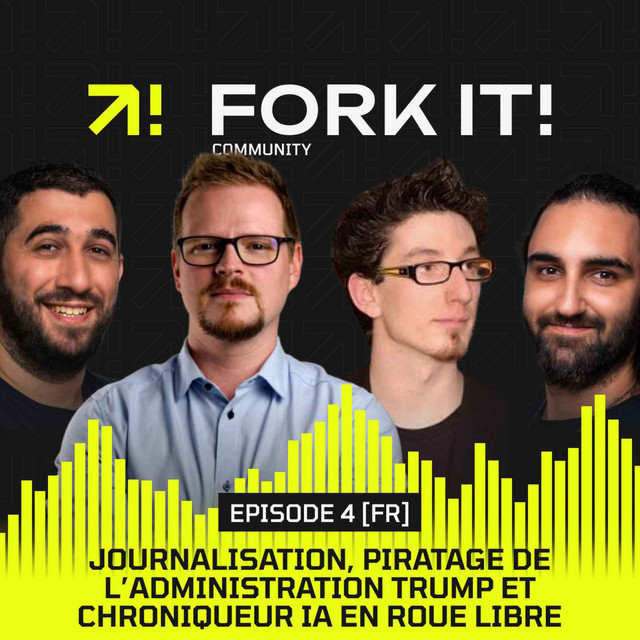 FORK IT!
COMMUNITY
EPISODE 4 [FR]
JOURNALISATION, PIRATAGE DE
L’ADMINISTRATION TRUMP ET
CHRONIQUEUR IA EN ROUE LIBRE